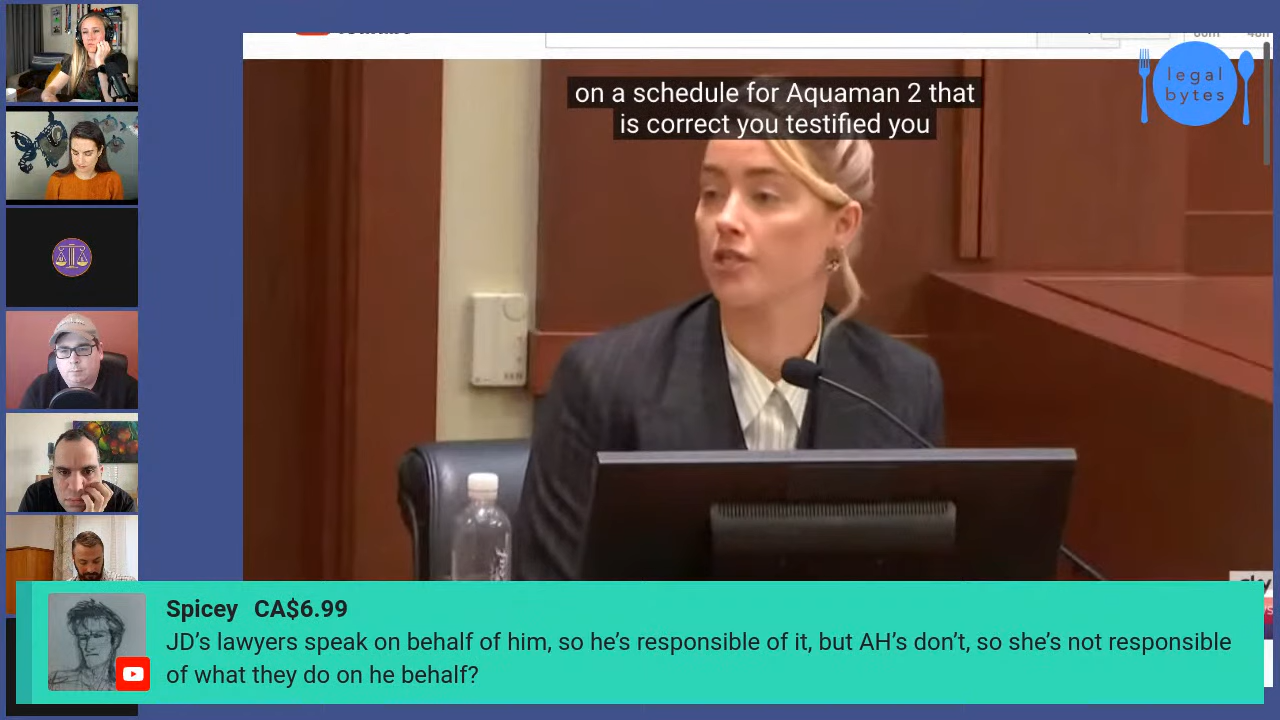 on a schedule for Aquaman 2 that
is correct you testified you
legal
bytes
sky
Spicey CA$6.99
JD's lawyers speak on behalf of him, so he's responsible of it, but AH's don't, so she's not responsible
of what they do on he behalf?